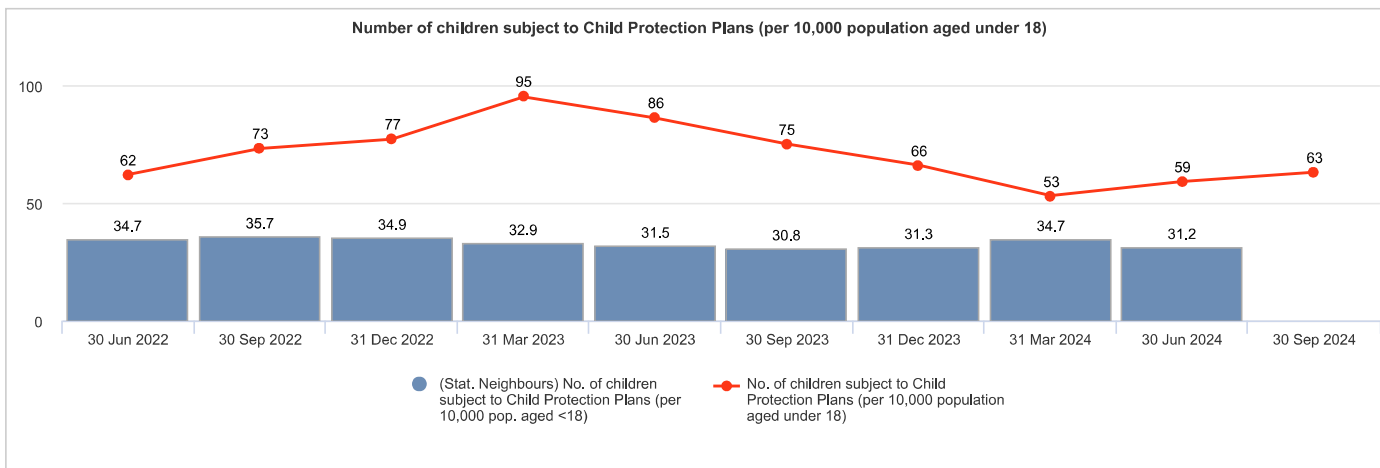 Number of children subject to Child Protection Plans (per 10,000 population aged under 18)
100
50
0
62
73
77
95
86
75
66
53
59
63
34.7
35.7
34.9
32.9
31.5
30.8
31.3
34.7
31.2
30 Jun 2022
30 Sep 2022
31 Dec 2022
31 Mar 2023
30 Jun 2023
30 Sep 2023
31 Dec 2023
31 Mar 2024
30 Jun 2024
30 Sep 2024
(Stat. Neighbours) No. of children
subject to Child Protection Plans (per
10,000 pop. aged <18)
No. of children subject to Child
Protection Plans (per 10,000 population
aged under 18)